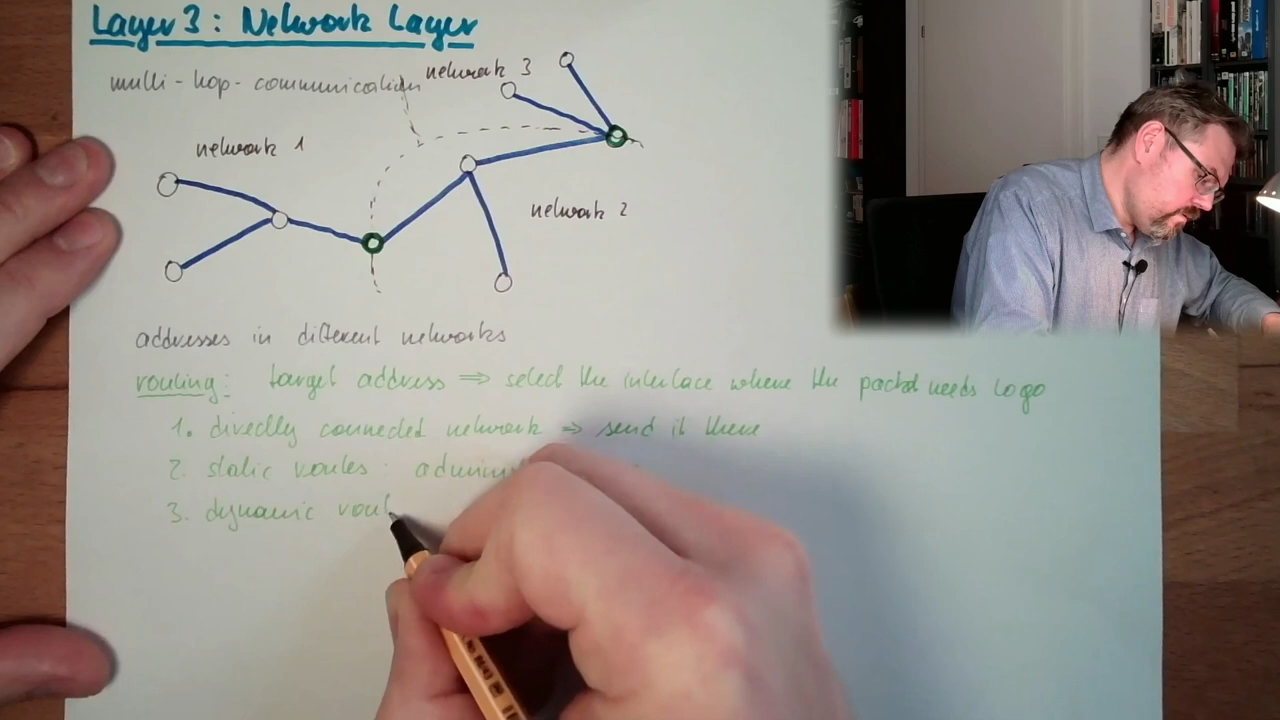 Layer 3: Network Layer
multi-hop-communication
network 3
network 1
network 2
addresses in different networks
routing: target address ⇒ select the interface where the packet needs to go
1. directly connected network ⇒ send it there
2. static routes:
3. dynamic rout